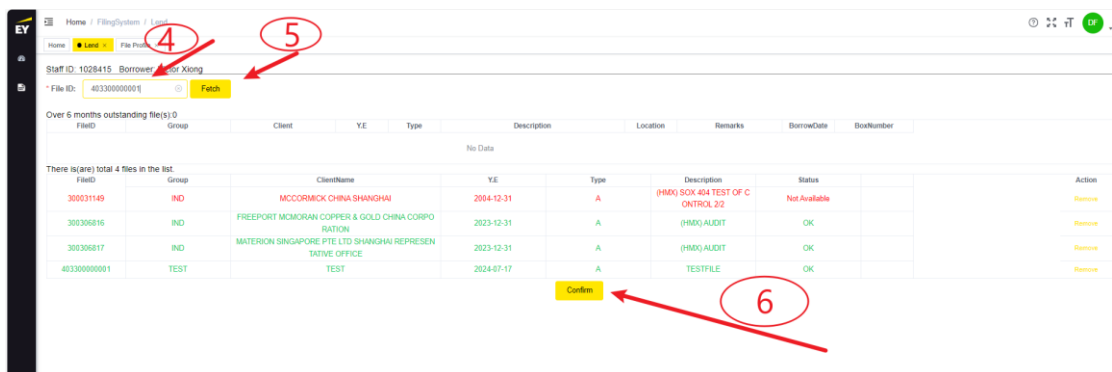 EY
Home / FilingSystem / Lend
DF
Home Lend × File Profile
4
5
Staff ID: 1028415 Borrower: Xiong
* File ID: 403300000001 Fetch
Over 6 months outstanding file(s):0
FileID Group Client Y.E Type Description Location Remarks BorrowDate BoxNumber
No Data
There is(are) total 4 files in the list.
FileID Group ClientName Y.E Type Description Status Action
300031149 IND MCCORMICK CHINA SHANGHAI 2004-12-31 A (HMX) SOX 404 TEST OF C Not Available Remove
ONTROL 2/2
300306816 IND FREEPORT MCMORAN COPPER & GOLD CHINA CORPO 2023-12-31 A (HMX) AUDIT OK Remove
RATION
300306817 IND MATERION SINGAPORE PTE LTD SHANGHAI REPRESEN 2023-12-31 A (HMX) AUDIT OK Remove
TATIVE OFFICE
403300000001 TEST TEST 2024-07-17 A TESTFILE OK Remove
Confirm
6